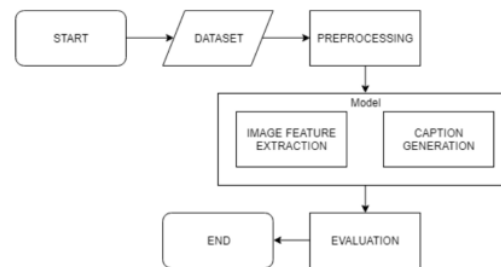 START
DATASET
PREPROCESSING
Model
IMAGE FEATURE
EXTRACTION
CAPTION
GENERATION
END
EVALUATION